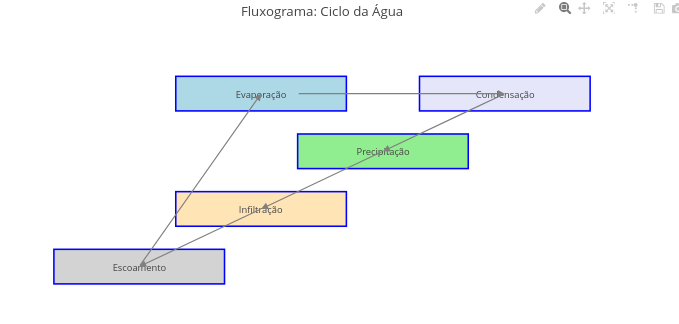 Fluxograma: Ciclo da Água
Evaporação
Condensação
Precipitação
Infiltração
Escoamento